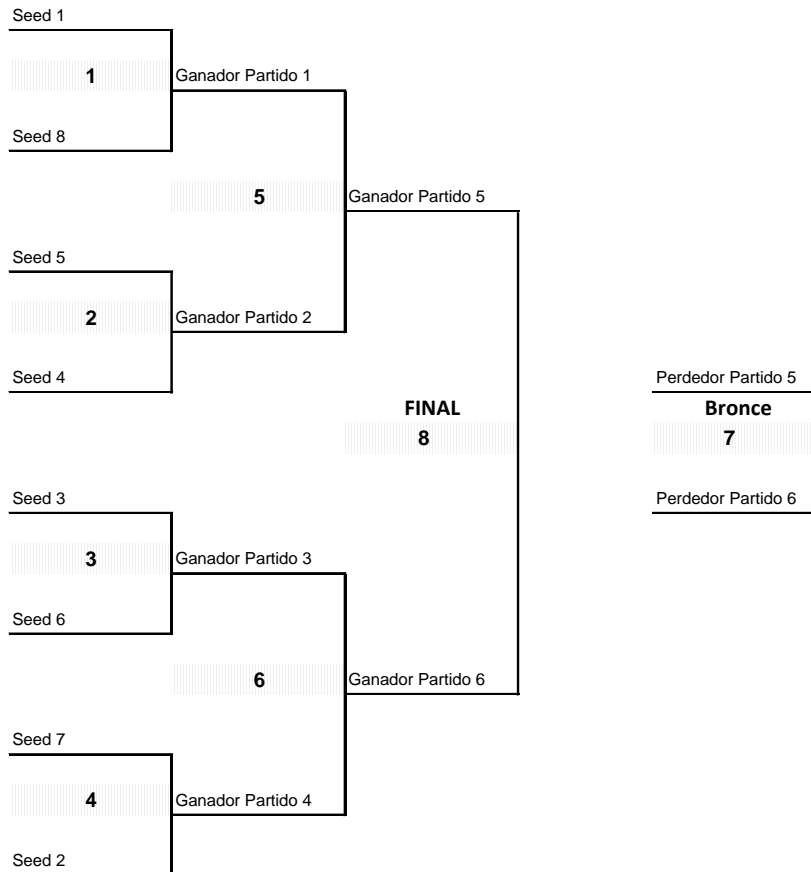 Seed 1
1
Ganador Partido 1
Seed 8
5
Ganador Partido 5
Seed 5
2
Ganador Partido 2
Seed 4
Perdedor Partido 5
FINAL
Bronce
8
7
Seed 3
Perdedor Partido 6
3
Ganador Partido 3
Seed 6
6
Ganador Partido 6
Seed 7
4
Ganador Partido 4
Seed 2